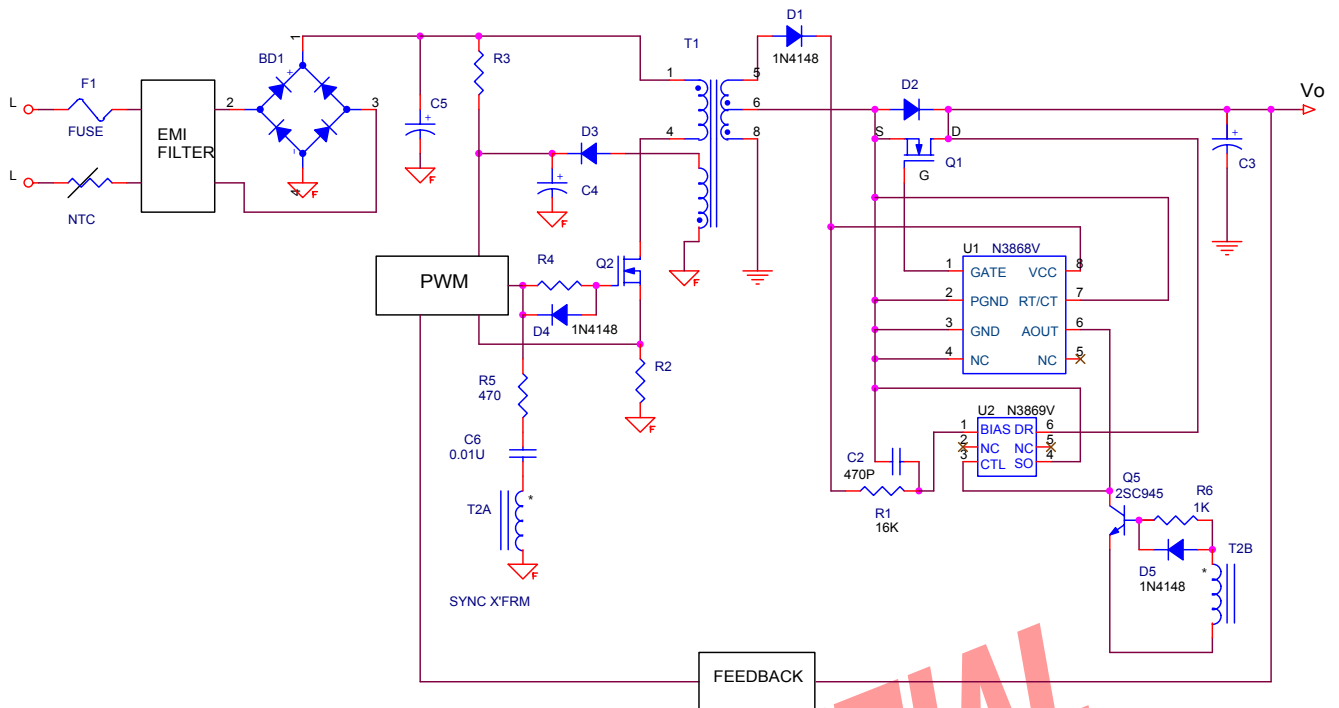 D1
1N4148
T1
1
BD1
R3
F1
FUSE
L
EMI
FILTER
2
3
+
-
C5
+
1
5
6
4
8
D2
Vo
S
D
Q1
G
C3
+
L
NTC
4
F
F
D3
C4
+
F
F
PWM
R4
Q2
D4
1N4148
R2
F
U1
N3868V
1
GATE
VCC
8
2
PGND
RT/CT
7
3
GND
AOUT
6
4
NC
NC
5
R5
470
C6
0.01U
T2A
*
F
SYNC X'FRM
U2
N3869V
1
BIAS
DR
6
2
NC
NC
5
3
CTL
SO
4
C2
470P
R1
16K
Q5
2SC945
R6
1K
D5
1N4148
T2B
*
FEEDBACK